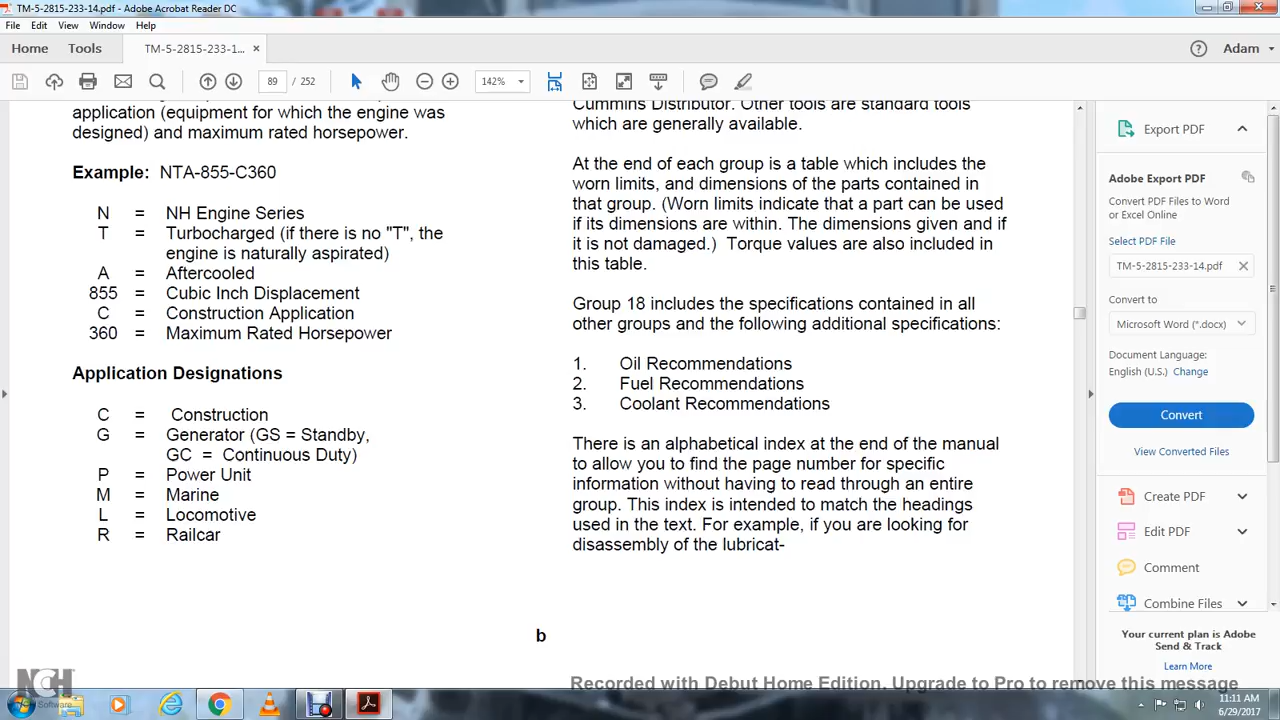 TM-5-2815-233-14.pdf - Adobe Acrobat Reader DC
File Edit View Window Help
Home Tools TM-5-2815-233-1... × Adam
89 / 252 142%
application (equipment for which the engine was
designed) and maximum rated horsepower.
Example: NTA-855-C360
N = NH Engine Series
T = Turbocharged (if there is no "T", the
engine is naturally aspirated)
A = Aftercooled
855 = Cubic Inch Displacement
C = Construction Application
360 = Maximum Rated Horsepower
Application Designations
C = Construction
G = Generator (GS = Standby,
GC = Continuous Duty)
P = Power Unit
M = Marine
L = Locomotive
R = Railcar
Cummins Distributor. Other tools are standard tools
which are generally available.
At the end of each group is a table which includes the
worn limits, and dimensions of the parts contained in
that group. (Worn limits indicate that a part can be used
if its dimensions are within. The dimensions given and if
it is not damaged.) Torque values are also included in
this table.
Group 18 includes the specifications contained in all
other groups and the following additional specifications:
1. Oil Recommendations
2. Fuel Recommendations
3. Coolant Recommendations
There is an alphabetical index at the end of the manual
to allow you to find the page number for specific
information without having to read through an entire
group. This index is intended to match the headings
used in the text. For example, if you are looking for
disassembly of the lubricat-
b
Export PDF
Adobe Export PDF
Convert PDF Files to Word
or Excel Online
Select PDF File
TM-5-2815-233-14.pdf
Convert to
Microsoft Word (*.docx)
Document Language:
English (U.S.) Change
Convert
View Converted Files
Create PDF
Edit PDF
Comment
Combine Files
Your current plan is Adobe
Send & Track
Learn More
Recorded with Debut Home Edition. Upgrade to Pro to remove this message
NCH
Software
11:11 AM
6/29/2017